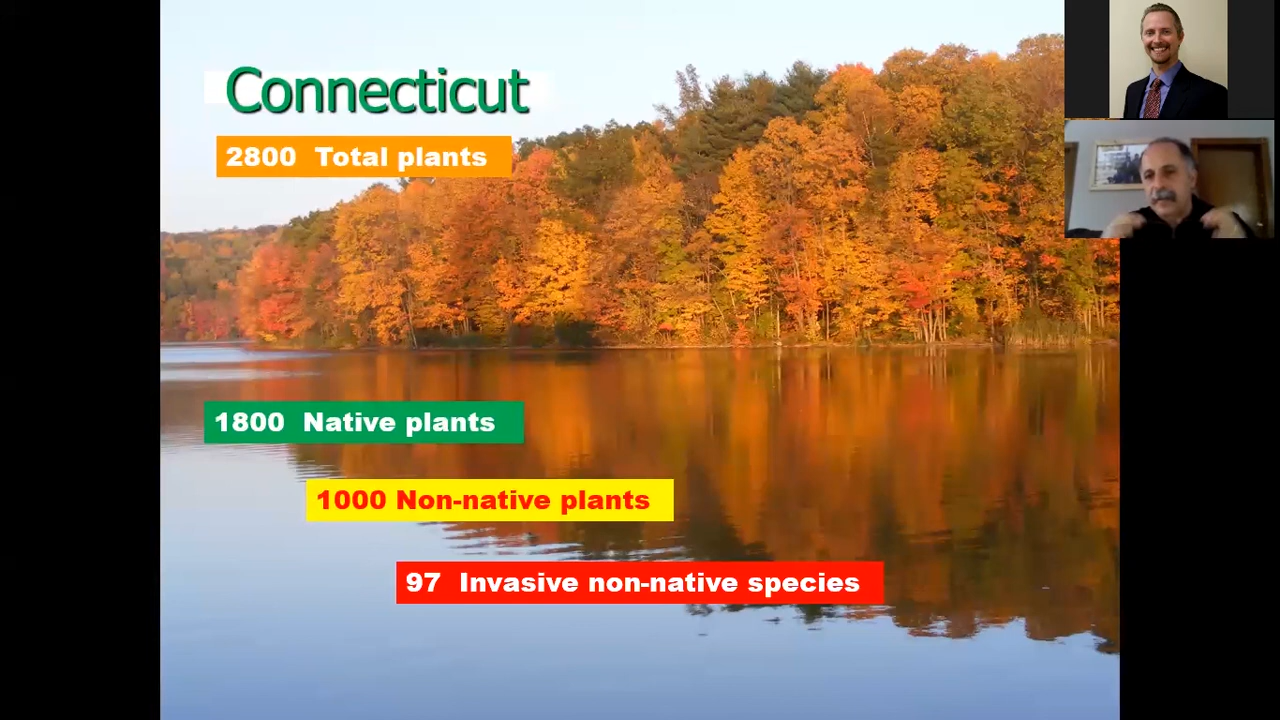 Connecticut
2800 Total plants
1800 Native plants
1000 Non-native plants
97 Invasive non-native species